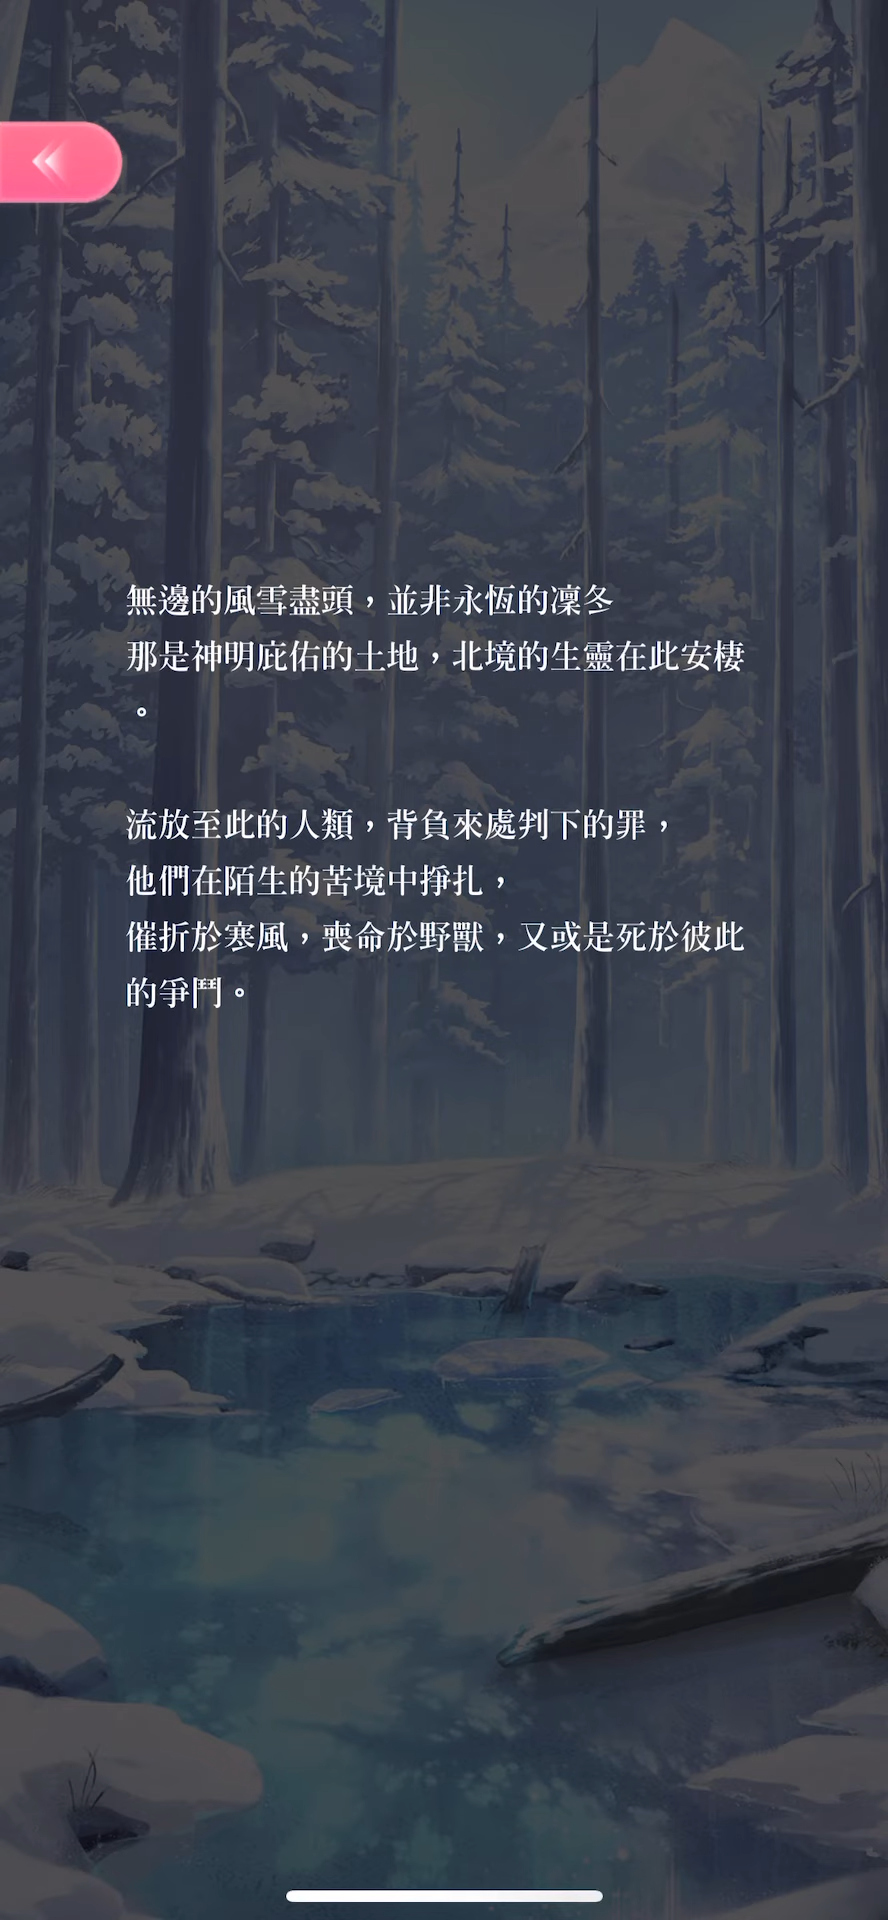 無邊的風雪盡頭，並非永恆的凜冬
那是神明庇佑的土地，北境的生靈在此安棲
。
流放至此的人類，背負來處判下的罪，
他們在陌生的苦境中掙扎，
催折於寒風，喪命於野獸，又或是死於彼此
的爭鬥。